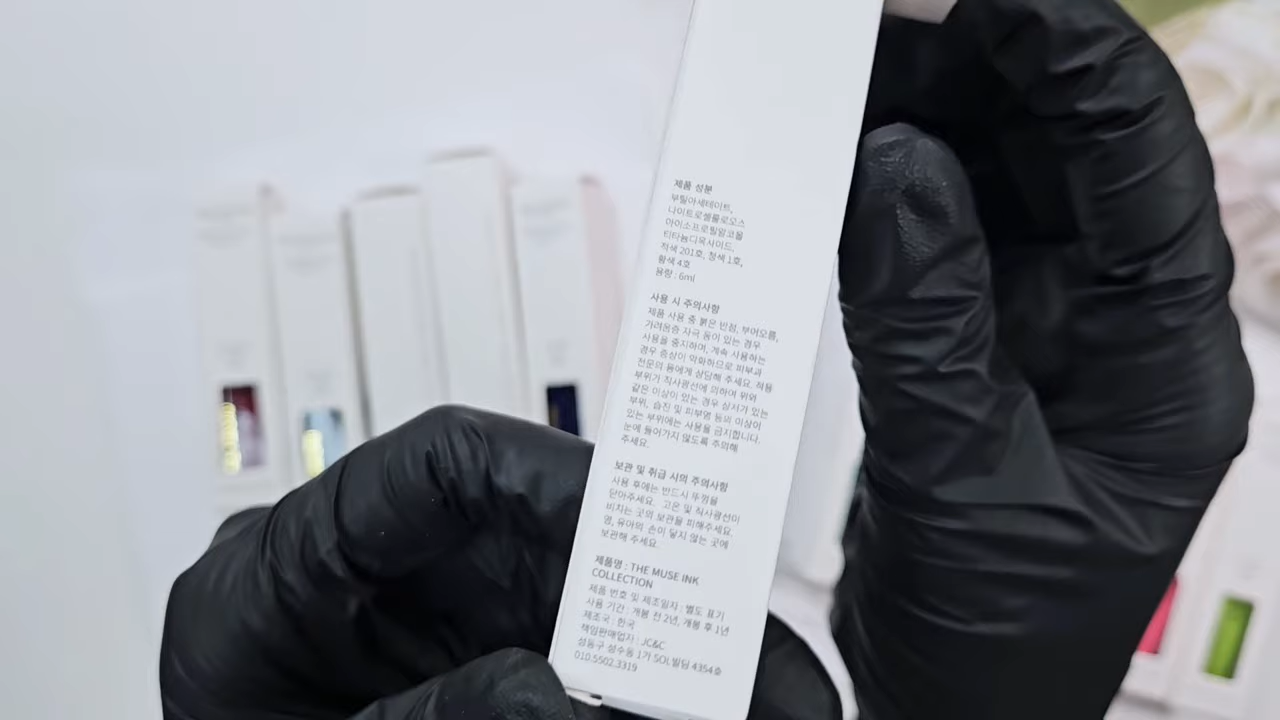 제품 성분
부틸아세테이트,
나이트로셀룰로오스
아이소프로필알코올
티타늄디옥사이드,
적색 201호, 청색 1호,
황색 4호
용량 : 6ml
사용 시 주의사항
제품 사용 중 붉은 반점, 부어오름,
가려움증 자극 등이 있는 경우
사용을 중지하며, 계속 사용하는
경우 증상이 악화하므로 피부과
전문의 등에게 상담해 주세요. 적용
부위가 직사광선에 의하여 위와
같은 이상이 있는 경우 상처가 있는
부위, 습진 및 피부염 등의 이상이
있는 부위에는 사용을 금지합니다.
눈에 들어가지 않도록 주의해
주세요.
보관 및 취급 시의 주의사항
사용 후에는 반드시 뚜껑을
닫아주세요. 고온 및 직사광선이
비치는 곳의 보관을 피해주세요.
영, 유아의 손이 닿지 않는 곳에
보관해 주세요.
제품명 : THE MUSE INK
COLLECTION
제품 번호 및 제조일자 : 별도 표기
사용 기간 : 개봉 전 2년, 개봉 후 1년
제조국 : 한국
책임판매업자 : JC&C
성동구 성수동 1가 SOL빌딩 4354호
010.5502.3319